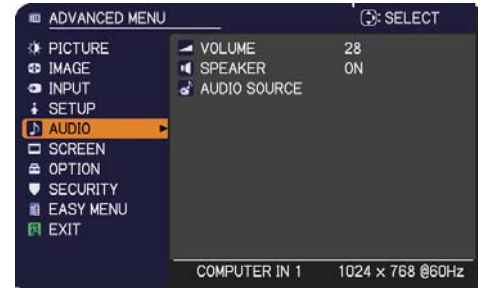 ADVANCED MENU : SELECT
PICTURE
IMAGE
INPUT
SETUP
AUDIO
SCREEN
OPTION
SECURITY
EASY MENU
EXIT
VOLUME 28
SPEAKER ON
AUDIO SOURCE
COMPUTER IN 1 1024 x 768 @60Hz